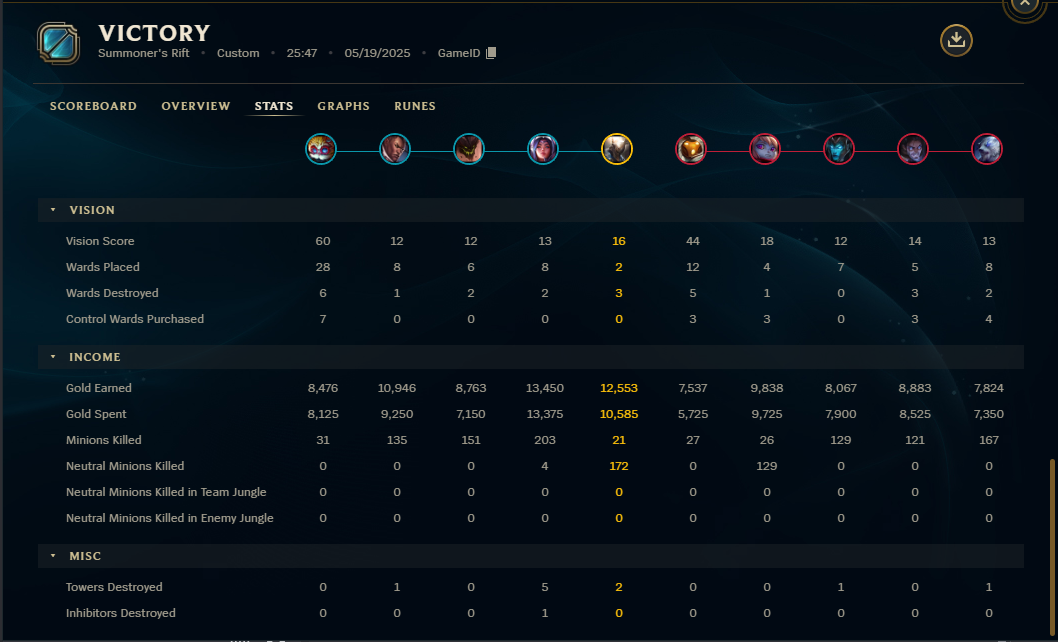 VICTORY
Summoner's Rift • Custom • 25:47 • 05/19/2025 • GameID
SCOREBOARD OVERVIEW STATS GRAPHS RUNES
VISION
Vision Score 60 12 12 13 16 44 18 12 14 13
Wards Placed 28 8 6 8 2 12 4 7 5 8
Wards Destroyed 6 1 2 2 3 5 1 0 3 2
Control Wards Purchased 7 0 0 0 0 3 3 0 3 4
INCOME
Gold Earned 8,476 10,946 8,763 13,450 12,553 7,537 9,838 8,067 8,883 7,824
Gold Spent 8,125 9,250 7,150 13,375 10,585 5,725 9,725 7,900 8,525 7,350
Minions Killed 31 135 151 203 21 27 26 129 121 167
Neutral Minions Killed 0 0 0 4 172 0 129 0 0 0
Neutral Minions Killed in Team Jungle 0 0 0 0 0 0 0 0 0 0
Neutral Minions Killed in Enemy Jungle 0 0 0 0 0 0 0 0 0 0
MISC
Towers Destroyed 0 1 0 5 2 0 0 1 0 1
Inhibitors Destroyed 0 0 0 1 0 0 0 0 0 0